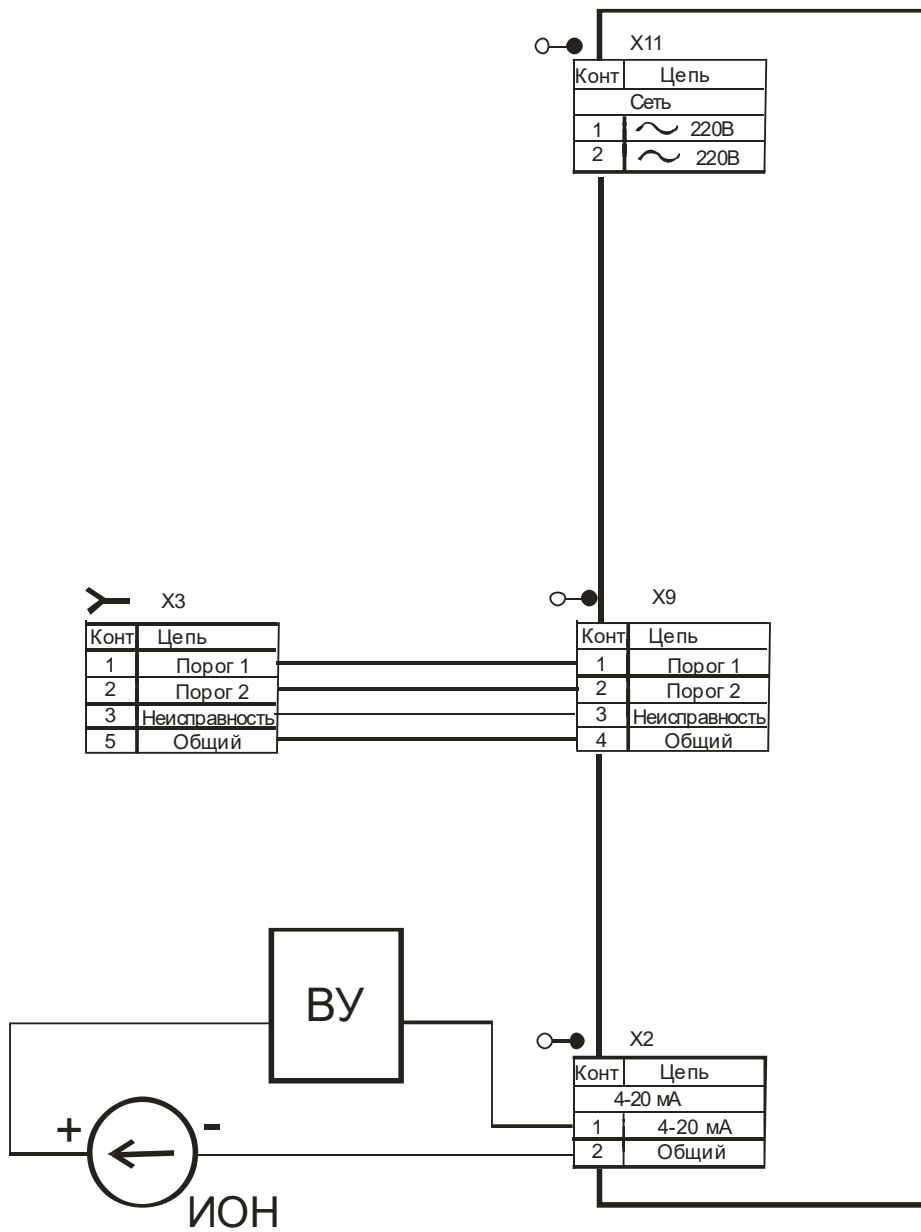 X11
Конт Цепь
Сеть
1 220В
2 220В
X3
Конт Цепь
1 Порог 1
2 Порог 2
3 Неисправность
5 Общий
X9
Конт Цепь
1 Порог 1
2 Порог 2
3 Неисправность
4 Общий
ВУ
X2
Конт Цепь
4-20 мА
1 4-20 мА
2 Общий
+ -
ИОН